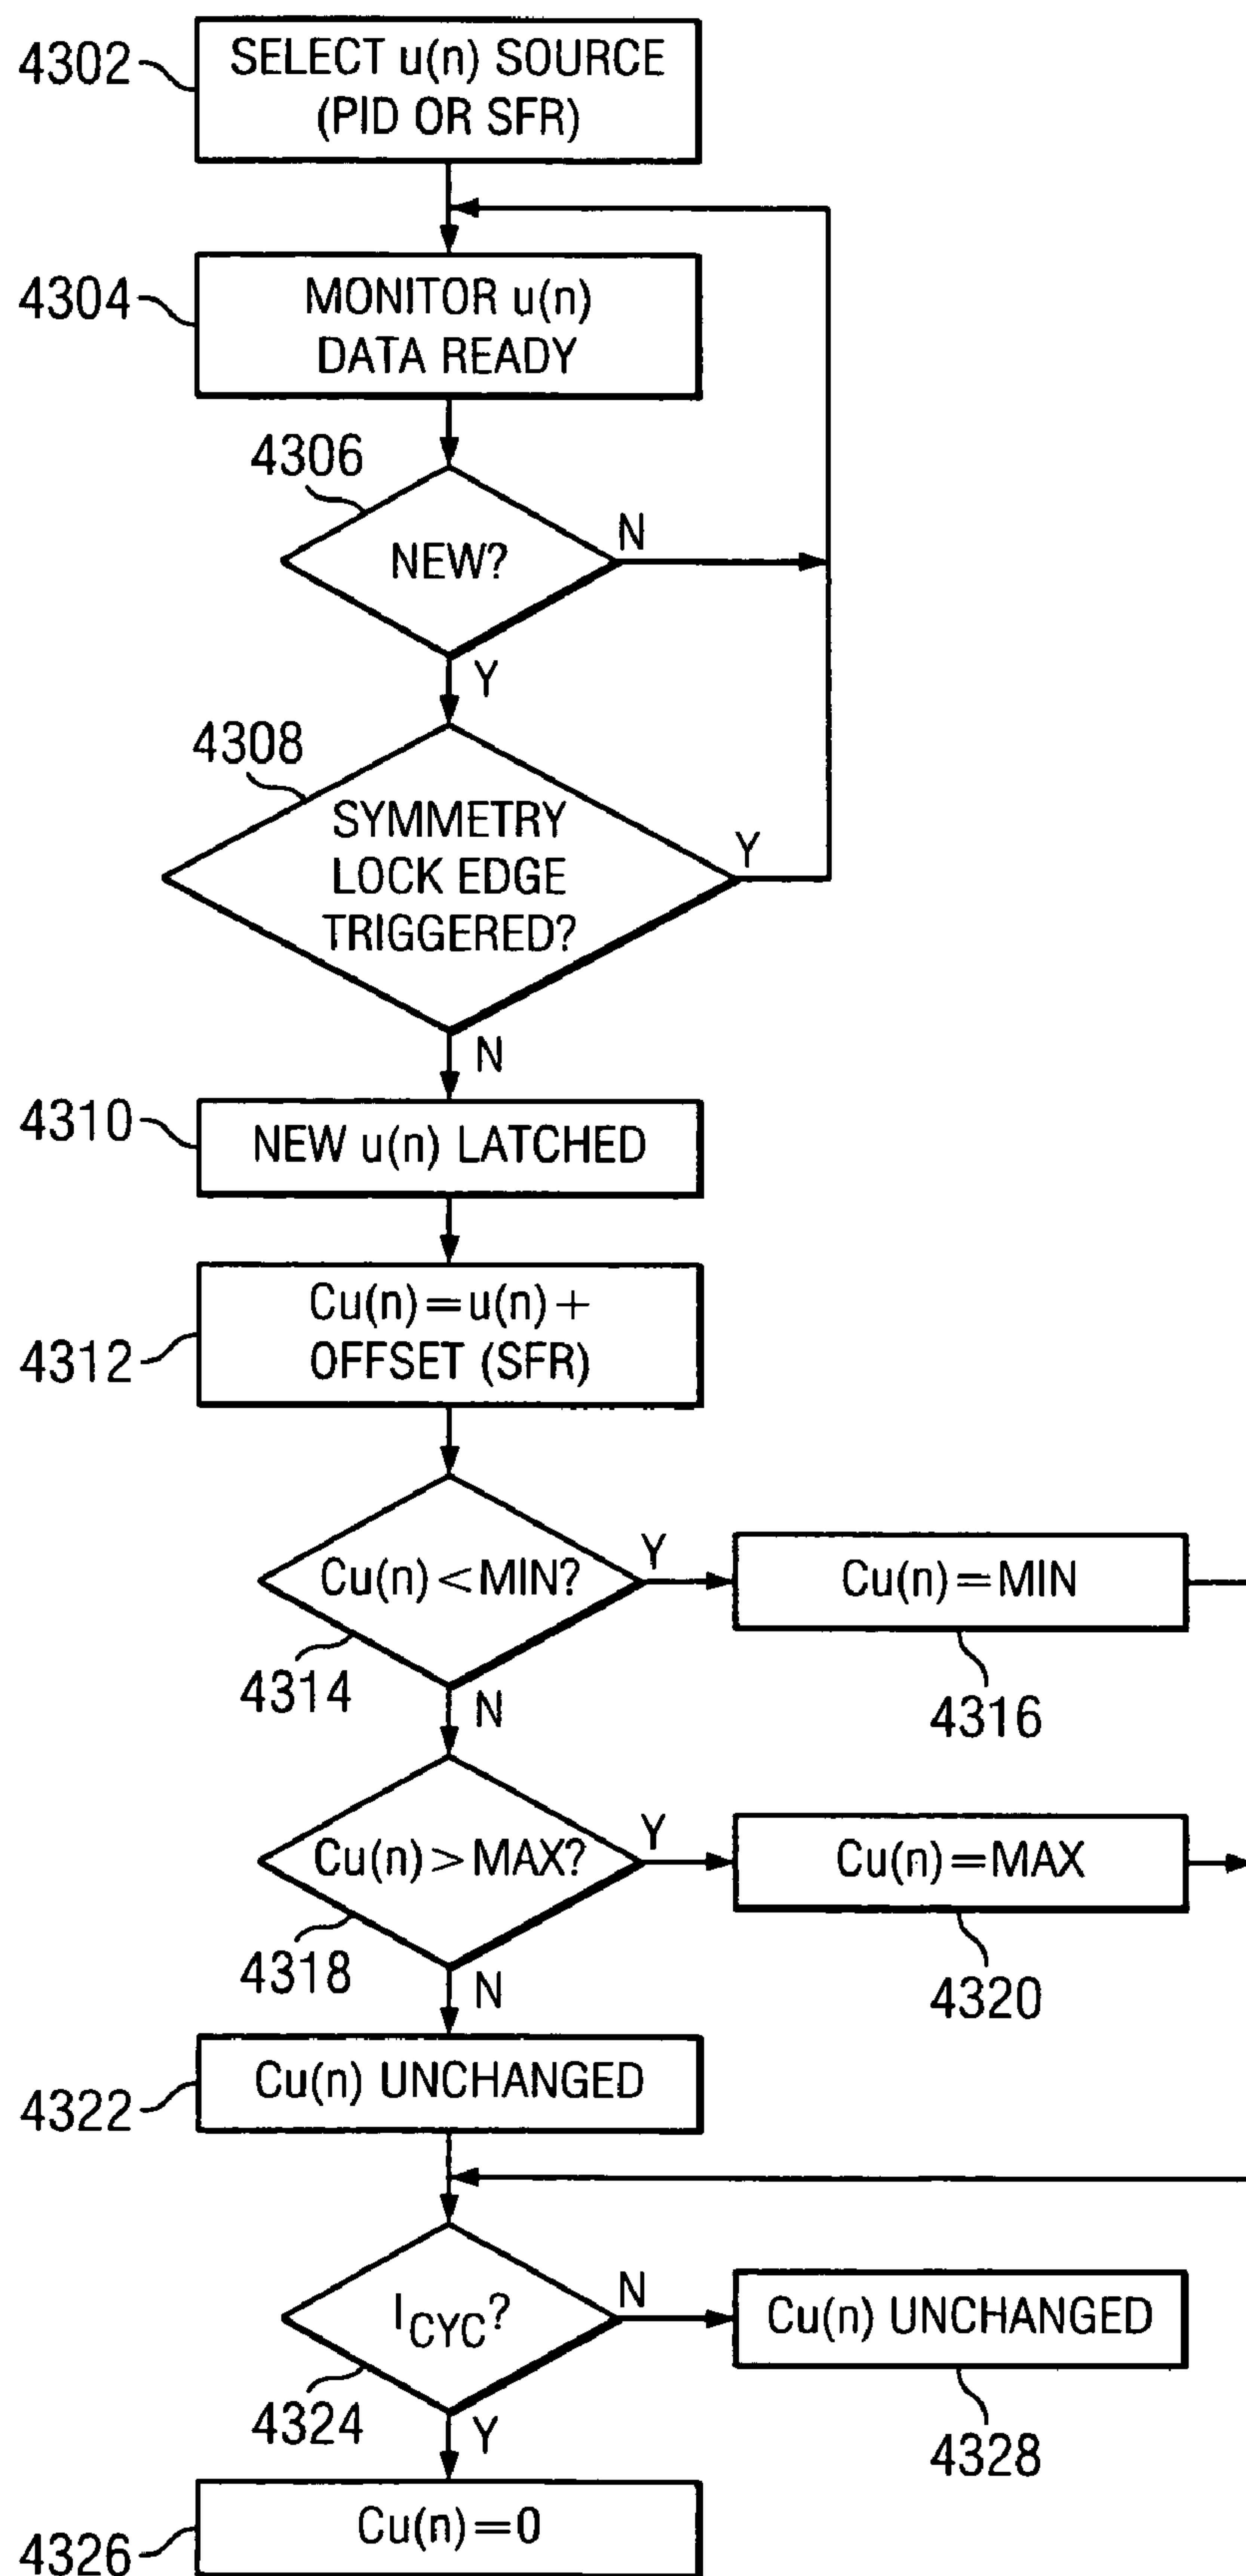 4302
SELECT u(n) SOURCE
(PID OR SFR)
4304
MONITOR u(n)
DATA READY
4306
NEW?
N
Y
4308
SYMMETRY
LOCK EDGE
TRIGGERED?
Y
N
4310
NEW u(n) LATCHED
4312
Cu(n)=u(n)+
OFFSET (SFR)
Cu(n)<MIN?
Y
Cu(n)=MIN
4314
N
4316
Cu(n)>MAX?
Y
Cu(n)=MAX
4318
N
4320
4322
Cu(n) UNCHANGED
ICYC?
N
Cu(n) UNCHANGED
4324
Y
4328
4326
Cu(n)=0